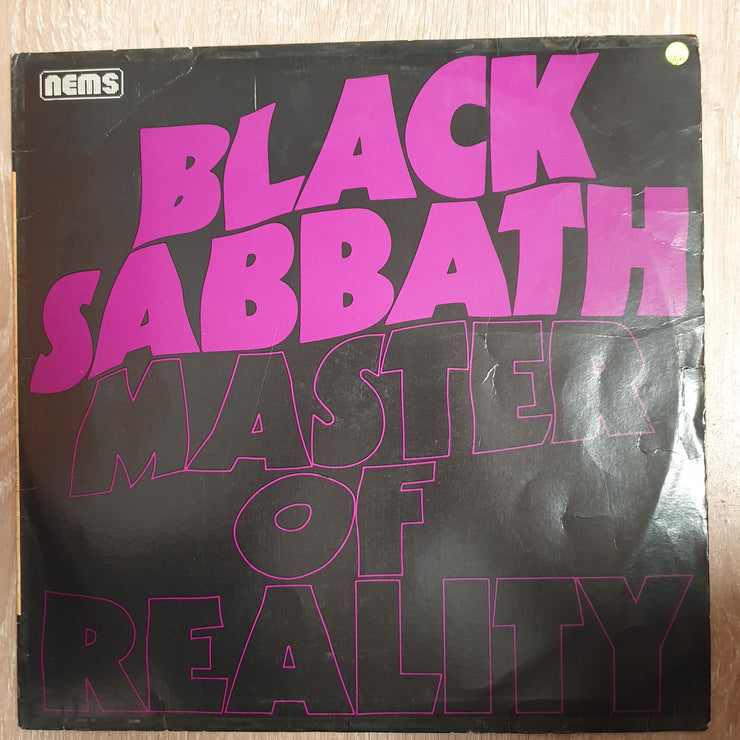 nems
BLACK
SABBATH
MASTER
OF
REALITY